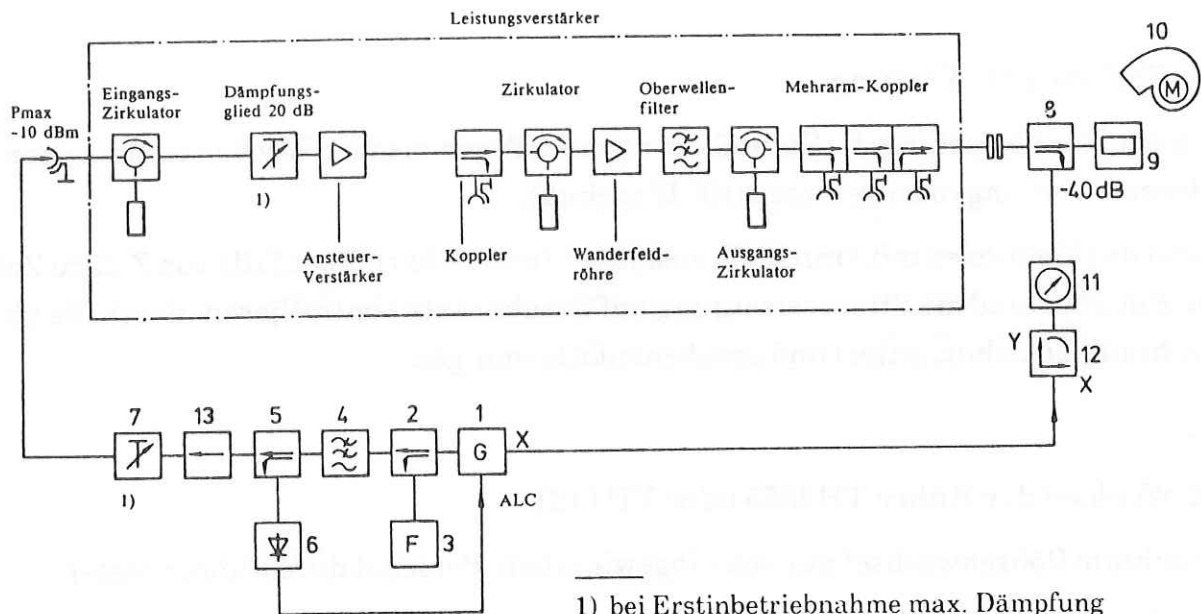 Leistungsverstärker
10
Pmax
-10 dBm
Eingangs-
Zirkulator
Dämpfungs-
glied 20 dB
Zirkulator
Oberwellen-
filter
Mehrarm-Koppler
M
8
9
1)
-40 dB
Ansteuer-
Verstärker
Koppler
Wanderfeld-
röhre
Ausgangs-
Zirkulator
11
Y
12
X
7
13
5
4
2
1
G
X
1)
ALC
6
F
3
1) bei Erstinbetriebnahme max. Dämpfung